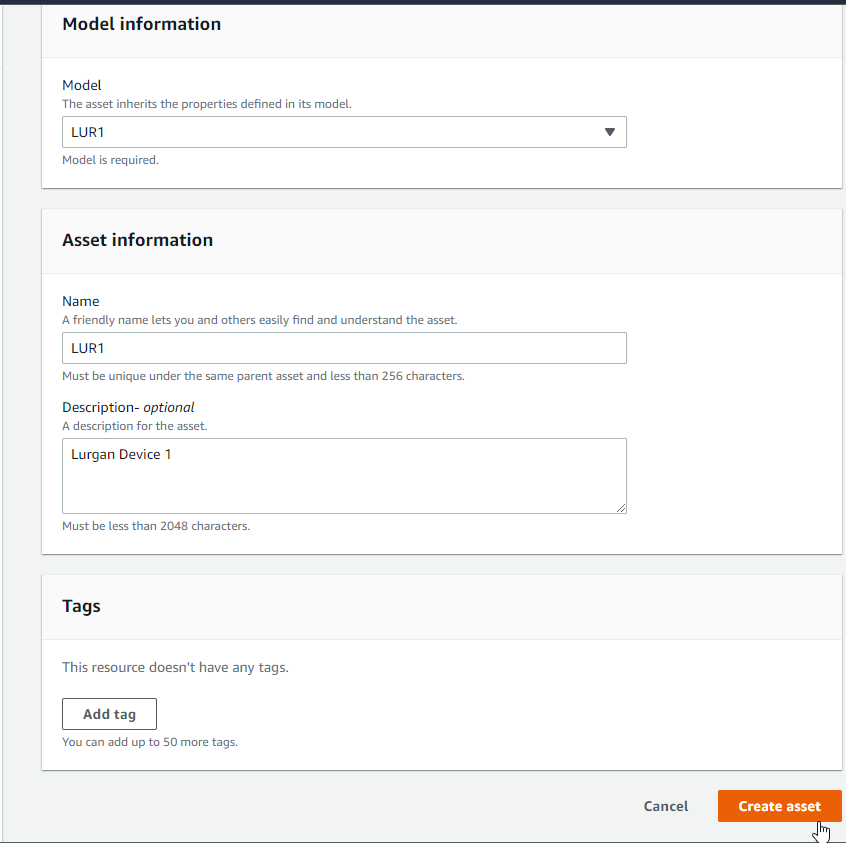 Model information
Model
The asset inherits the properties defined in its model.
LUR1
Model is required.
Asset information
Name
A friendly name lets you and others easily find and understand the asset.
LUR1
Must be unique under the same parent asset and less than 256 characters.
Description- optional
A description for the asset.
Lurgan Device 1
Must be less than 2048 characters.
Tags
This resource doesn't have any tags.
Add tag
You can add up to 50 more tags.
Cancel
Create asset